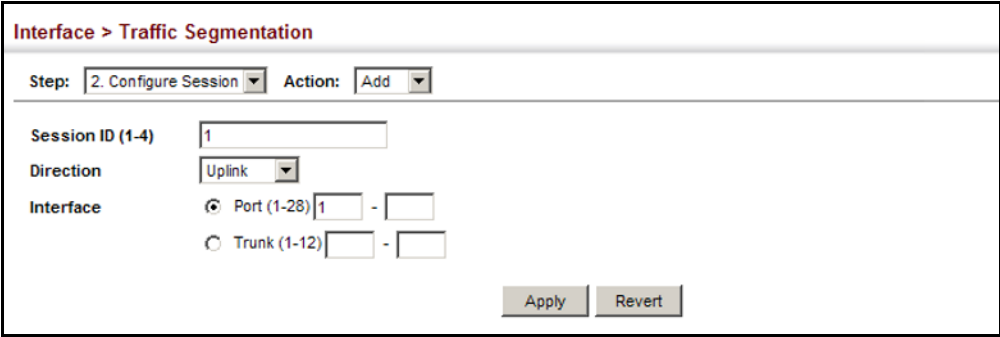 Interface > Traffic Segmentation
Step: 2. Configure Session Action: Add
Session ID (1-4) 1
Direction Uplink
Interface Port (1-28) 1 -
Trunk (1-12) -
Apply Revert